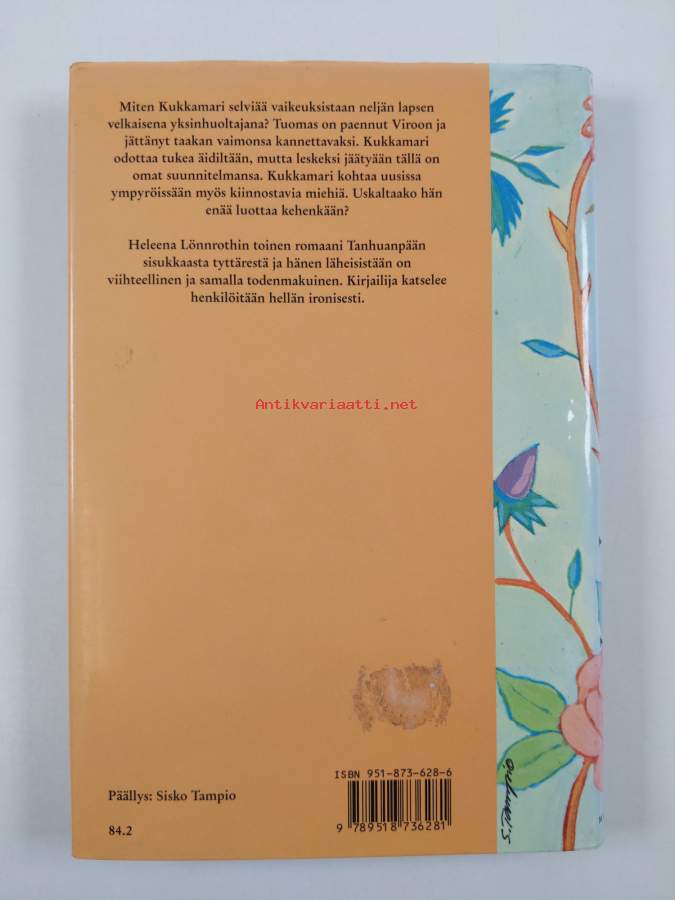 Miten Kukkamari selviää vaikeuksistaan neljän lapsen
velkaisena yksinhuoltajana? Tuomas on paennut Viroon ja
jättänyt taakan vaimonsa kannettavaksi. Kukkamari
odottaa tukea äidiltään, mutta leskeksi jäätyään tällä on
omat suunnitelmansa. Kukkamari kohtaa uusissa
ympyröissään myös kiinnostavia miehiä. Uskaltaako hän
enää luottaa kehenkään?
Heleena Lönnrothin toinen romaani Tanhuanpään
sisukkaasta tyttärestä ja hänen läheisistään on
viihteellinen ja samalla todenmakuinen. Kirjailija katselee
henkilöitään hellän ironisesti.
Antikvariaatti.net
ISBN 951-873-628-6
9 789518 736281
Päällys: Sisko Tampio
84.2